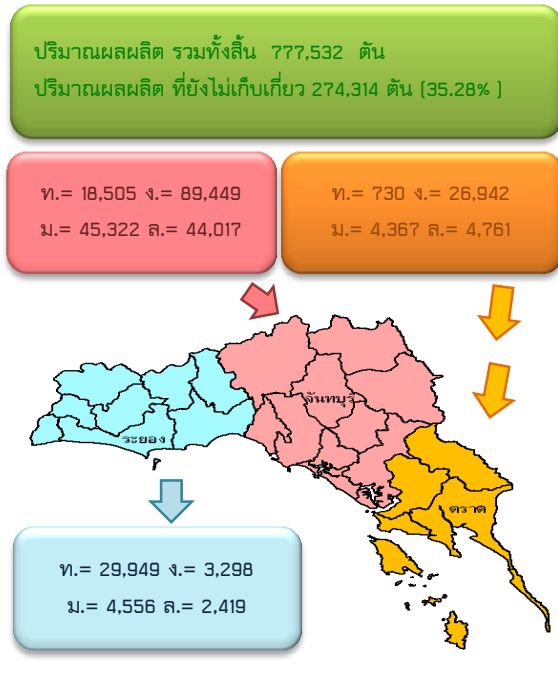 ปริมาณผลผลิต รวมทั้งสิ้น 777,532 ตัน
ปริมาณผลผลิต ที่ยังไม่เก็บเกี่ยว 274,314 ตัน (35.28% )
ท.= 18,505 ง.= 89,449
ม.= 45,322 ล.= 44,017
ท.= 730 ง.= 26,942
ม.= 4,367 ล.= 4,761
จันทบุรี
ระยอง
ตราด
ท.= 29,949 ง.= 3,298
ม.= 4,556 ล.= 2,419